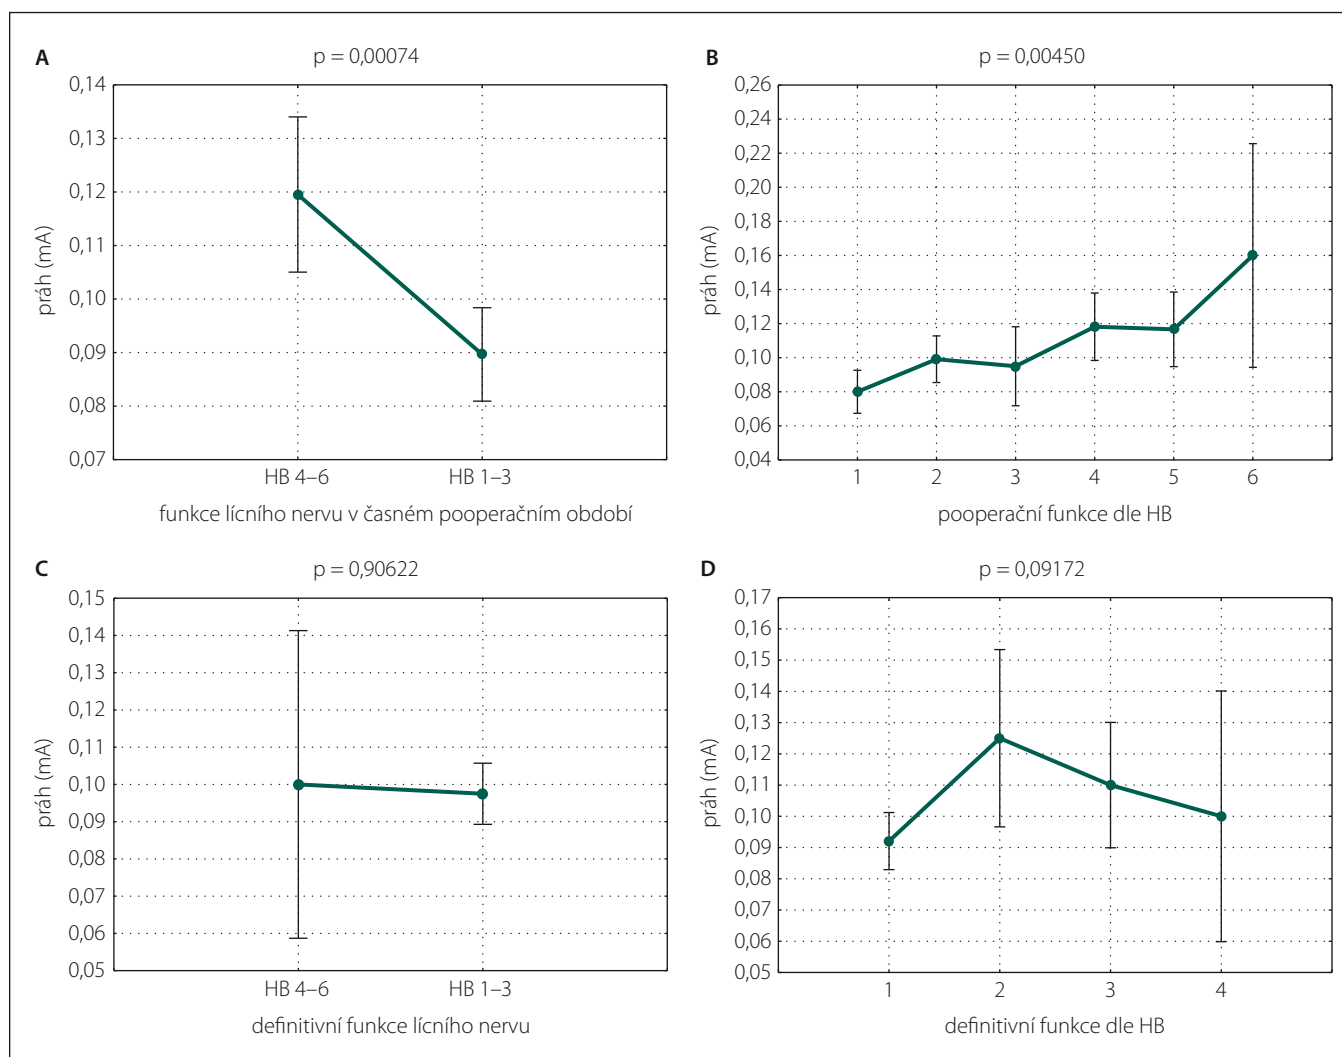 A
p = 0,00074
0,14
0,13
0,12
0,11
0,10
0,09
0,08
0,07
práh (mA)
HB 4–6 HB 1–3
funkce lícního nervu v časném pooperačním období
B
p = 0,00450
0,26
0,24
0,22
0,20
0,18
0,16
0,14
0,12
0,10
0,08
0,06
0,04
práh (mA)
1 2 3 4 5 6
pooperační funkce dle HB
C
p = 0,90622
0,15
0,14
0,13
0,12
0,11
0,10
0,09
0,08
0,07
0,06
0,05
práh (mA)
HB 4–6 HB 1–3
definitivní funkce lícního nervu
D
p = 0,09172
0,17
0,16
0,15
0,14
0,13
0,12
0,11
0,10
0,09
0,08
0,07
0,06
0,05
práh (mA)
1 2 3 4
definitivní funkce dle HB